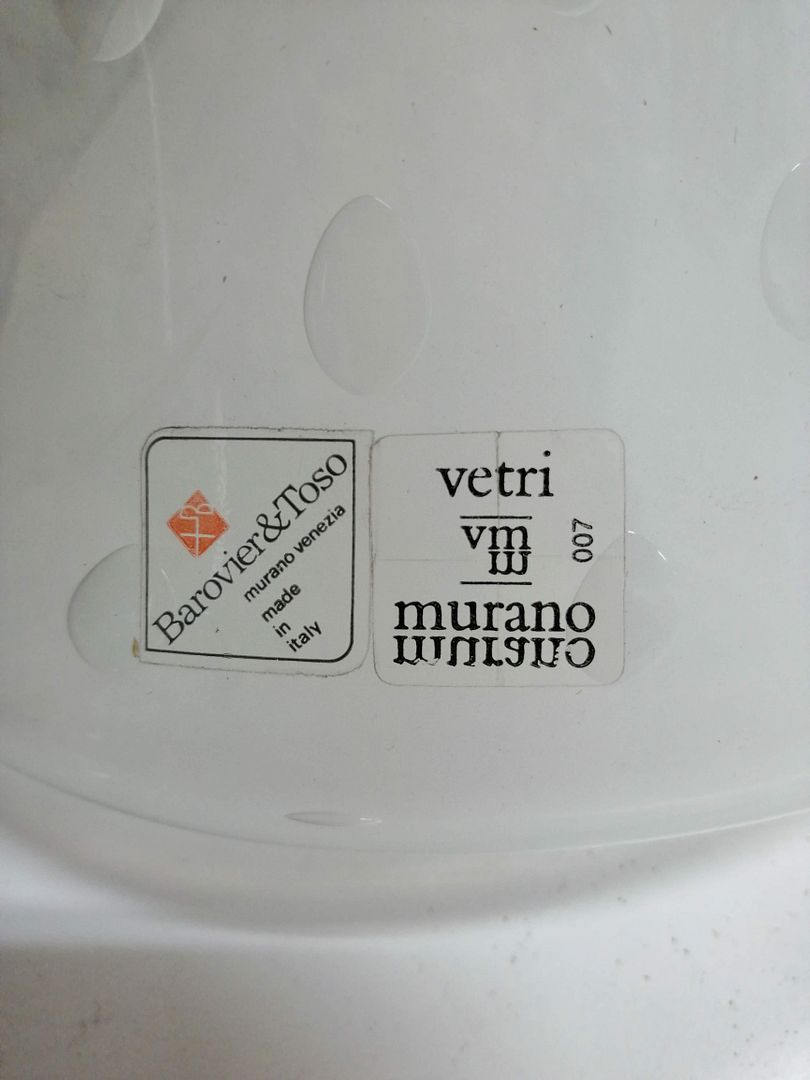 Barovier&Toso
murano venezia
made
in
italy
vetri
vm
007
murano